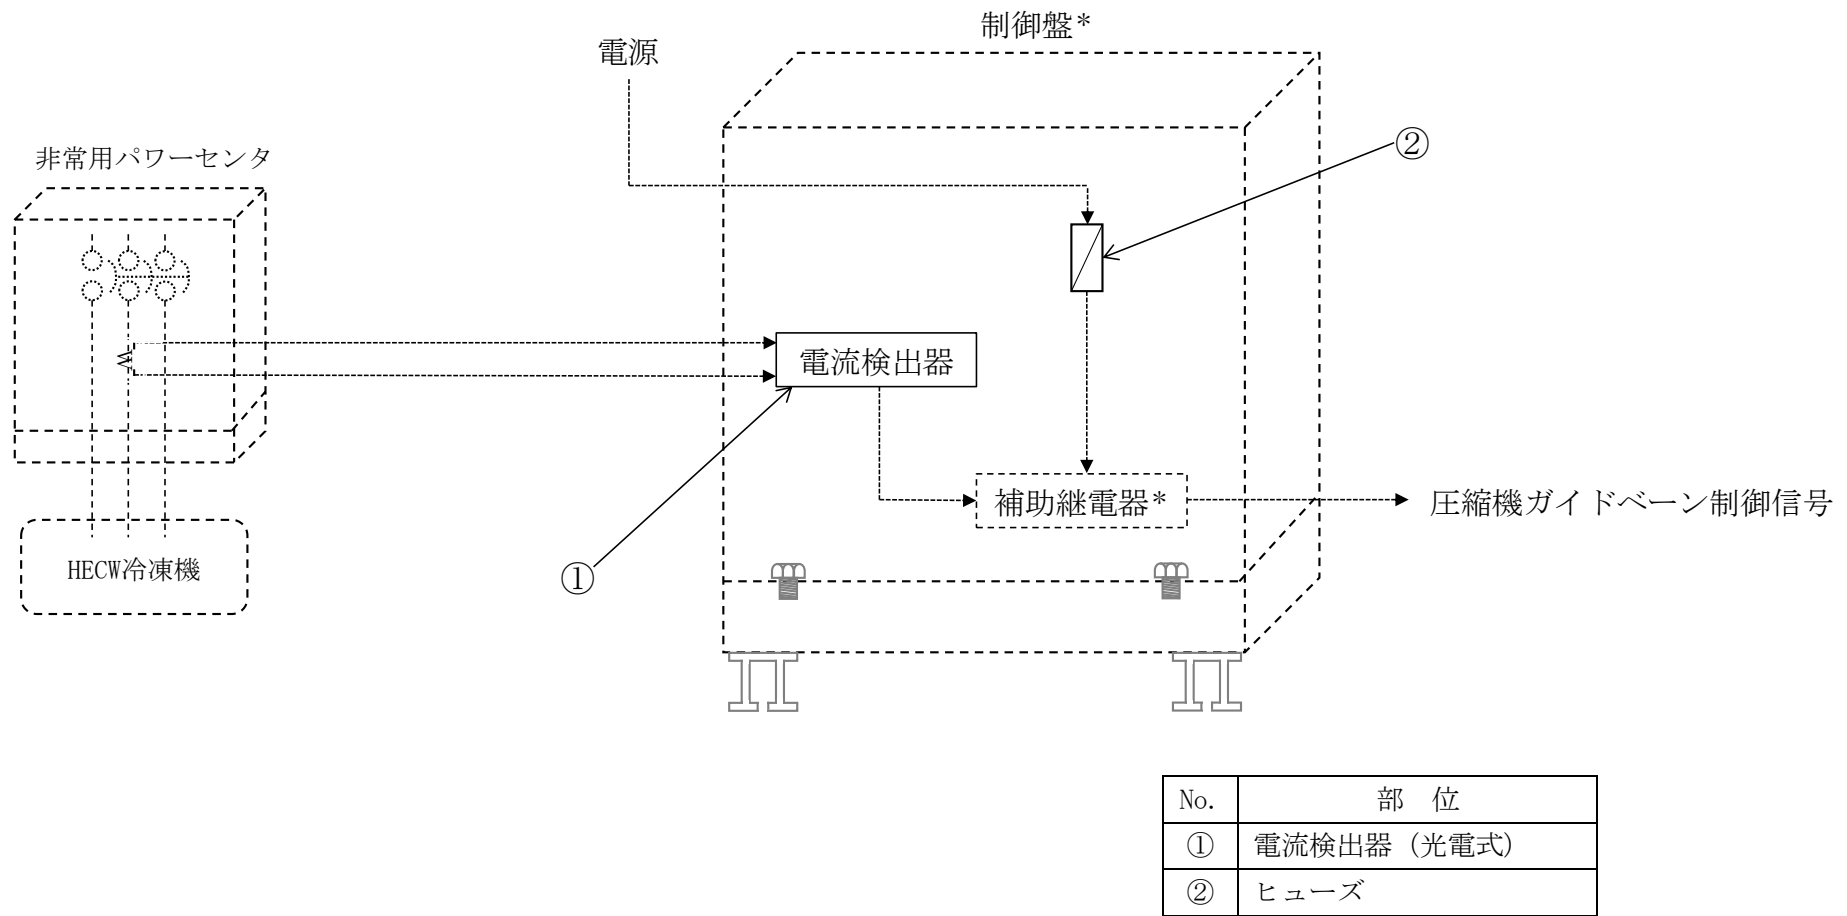 制御盤*
電源
②
非常用パワーセンタ
電流検出器
補助継電器*
圧縮機ガイドベーン制御信号
①
HECW冷凍機
No. 部 位
① 電流検出器 (光電式)
② ヒューズ